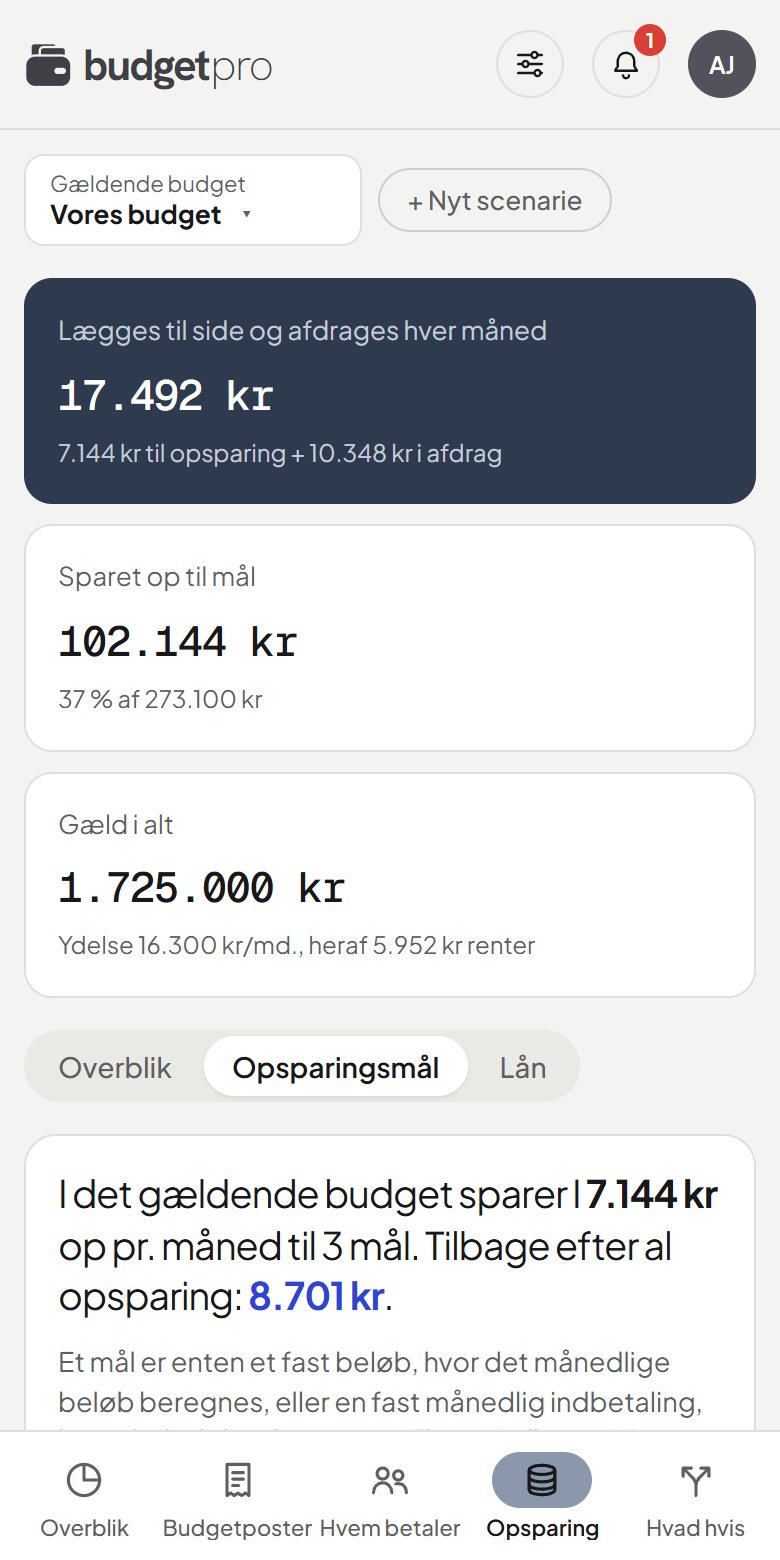 budgetpro
1
AJ
Gældende budget
Vores budget
+ Nyt scenarie
Lægges til side og afdrages hver måned
17.492 kr
7.144 kr til opsparing + 10.348 kr i afdrag
Sparet op til mål
102.144 kr
37 % af 273.100 kr
Gæld i alt
1.725.000 kr
Ydelse 16.300 kr/md., heraf 5.952 kr renter
Overblik
Opsparingsmål
Lån
I det gældende budget sparer I 7.144 kr
op pr. måned til 3 mål. Tilbage efter al
opsparing: 8.701 kr.
Et mål er enten et fast beløb, hvor det månedlige
beløb beregnes, eller en fast månedlig indbetaling,
Overblik
Budgetposter
Hvem betaler
Opsparing
Hvad hvis